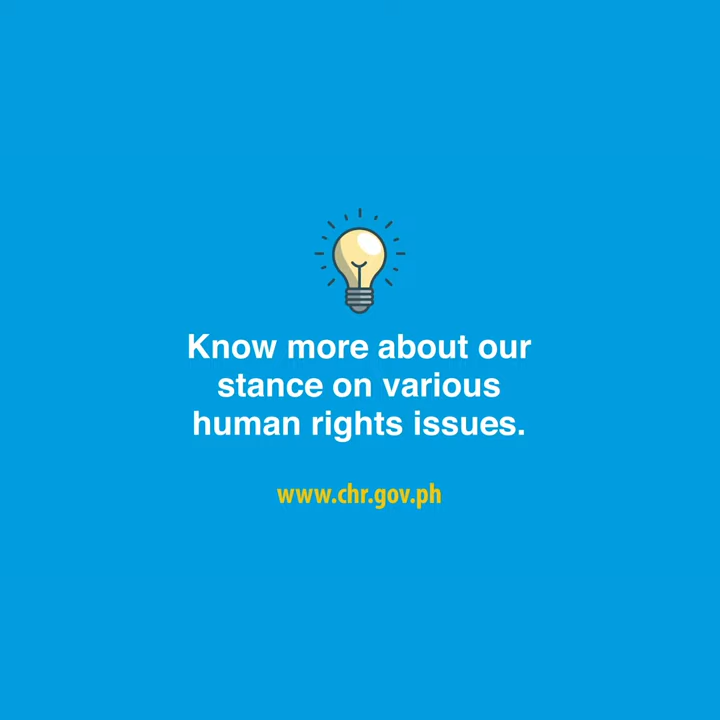 Know more about our
stance on various
human rights issues.
www.chr.gov.ph